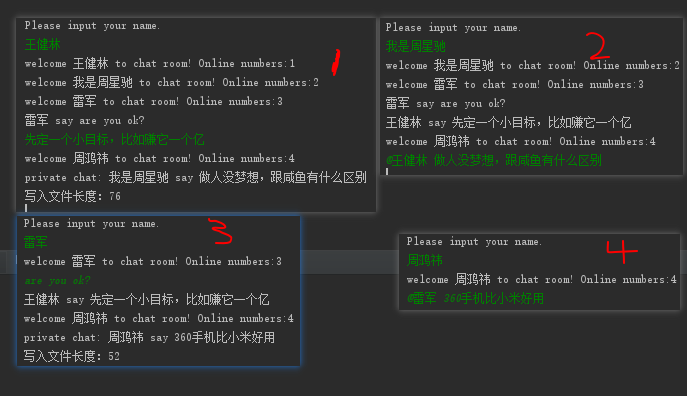 Please input your name.
王健林
welcome 王健林 to chat room! Online numbers:1
welcome 我是周星驰 to chat room! Online numbers:2
welcome 雷军 to chat room! Online numbers:3
雷军 say are you ok?
先定一个小目标，比如赚它一个亿
welcome 周鸿祎 to chat room! Online numbers:4
private chat: 我是周星驰 say 做人没梦想，跟咸鱼有什么区别
写入文件长度：76
1
Please input your name.
我是周星驰
welcome 我是周星驰 to chat room! Online numbers:2
welcome 雷军 to chat room! Online numbers:3
雷军 say are you ok?
王健林 say 先定一个小目标，比如赚它一个亿
welcome 周鸿祎 to chat room! Online numbers:4
@王健林 做人没梦想，跟咸鱼有什么区别
2
Please input your name.
雷军
welcome 雷军 to chat room! Online numbers:3
are you ok?
王健林 say 先定一个小目标，比如赚它一个亿
welcome 周鸿祎 to chat room! Online numbers:4
private chat: 周鸿祎 say 360手机比小米好用
写入文件长度：52
3
Please input your name.
周鸿祎
welcome 周鸿祎 to chat room! Online numbers:4
@雷军 360手机比小米好用
4